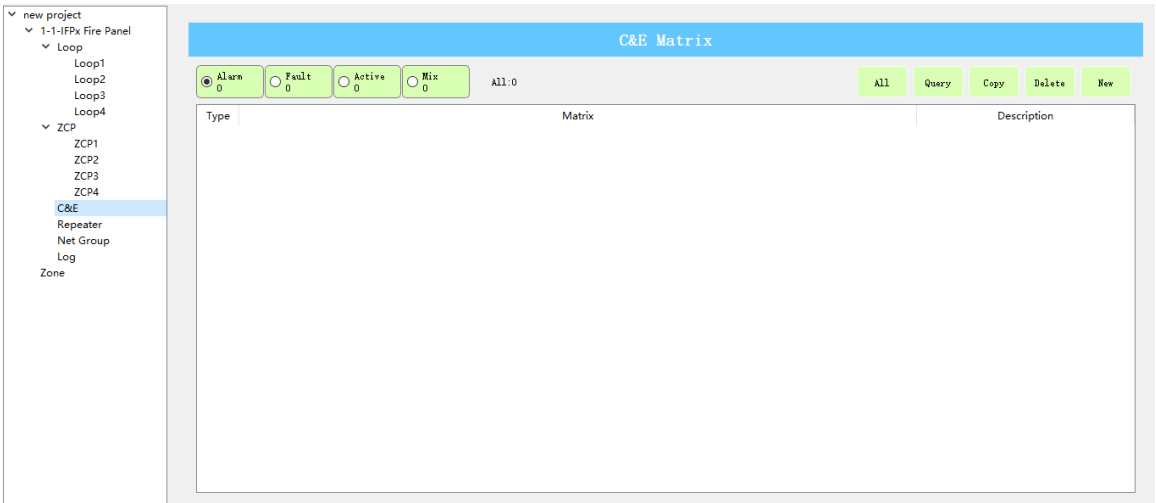 new project
1-1-IFPx Fire Panel
Loop
Loop1
Loop2
Loop3
Loop4
ZCP
ZCP1
ZCP2
ZCP3
ZCP4
C&E
Repeater
Net Group
Log
Zone
C&E Matrix
Alarm
0
Fault
0
Active
0
Mix
0
All:0
All Query Copy Delete New
Type Matrix Description